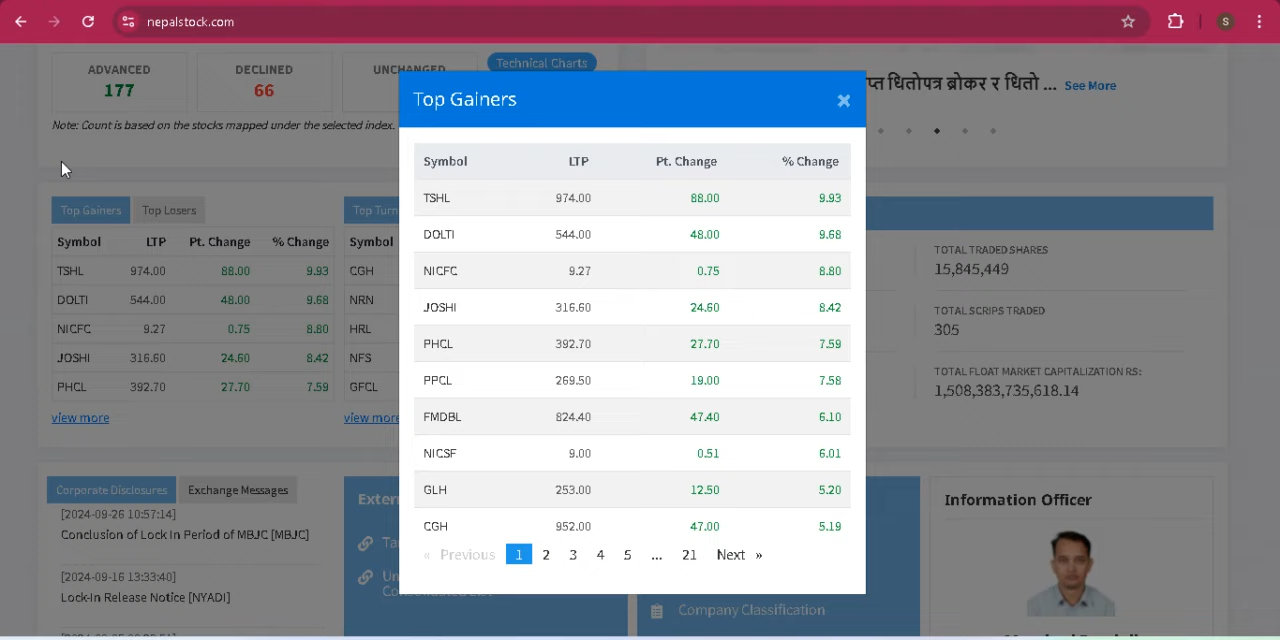 nepalstock.com
S
ADVANCED DECLINED UNCHANGED Technical Charts
177 66
Note: Count is based on the stocks mapped under the selected index.
प्त धितोपत्र ब्रोकर र धितो ... See More
Top Gainers ×
Symbol LTP Pt. Change % Change
TSHL 974.00 88.00 9.93
DOLTI 544.00 48.00 9.68
NICFC 9.27 0.75 8.80
JOSHI 316.60 24.60 8.42
PHCL 392.70 27.70 7.59
PPCL 269.50 19.00 7.58
FMDBL 824.40 47.40 6.10
NICSF 9.00 0.51 6.01
GLH 253.00 12.50 5.20
CGH 952.00 47.00 5.19
« Previous 1 2 3 4 5 ... 21 Next »
Top Gainers Top Losers
Symbol LTP Pt. Change % Change
TSHL 974.00 88.00 9.93
DOLTI 544.00 48.00 9.68
NICFC 9.27 0.75 8.80
JOSHI 316.60 24.60 8.42
PHCL 392.70 27.70 7.59
view more
Top Turn
Symbol
CGH
NRN
HRL
NFS
GFCL
view more
TOTAL TRADED SHARES
15,845,449
TOTAL SCRIPS TRADED
305
TOTAL FLOAT MARKET CAPITALIZATION RS:
1,508,383,735,618.14
Corporate Disclosures Exchange Messages
[2024-09-26 10:57:14]
Conclusion of Lock In Period of MBJC [MBJC]
[2024-09-16 13:33:40]
Lock-In Release Notice [NYADI]
Exter
Ta
Un
Company Classification
Information Officer